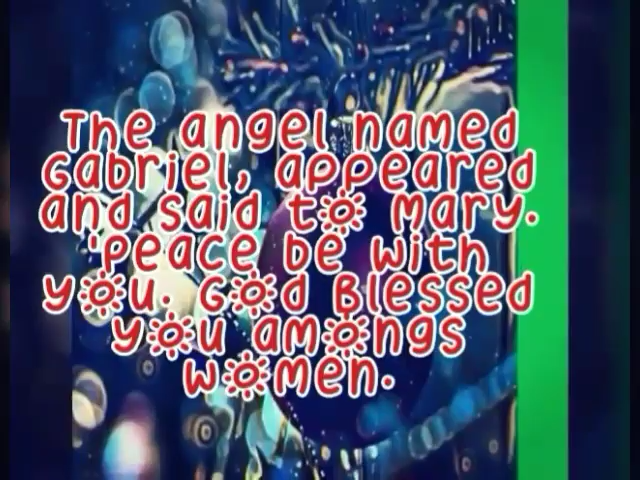 The angel named
Gabriel, appeared
and said to Mary.
'Peace be with
you. God Blessed
you amongs
women.